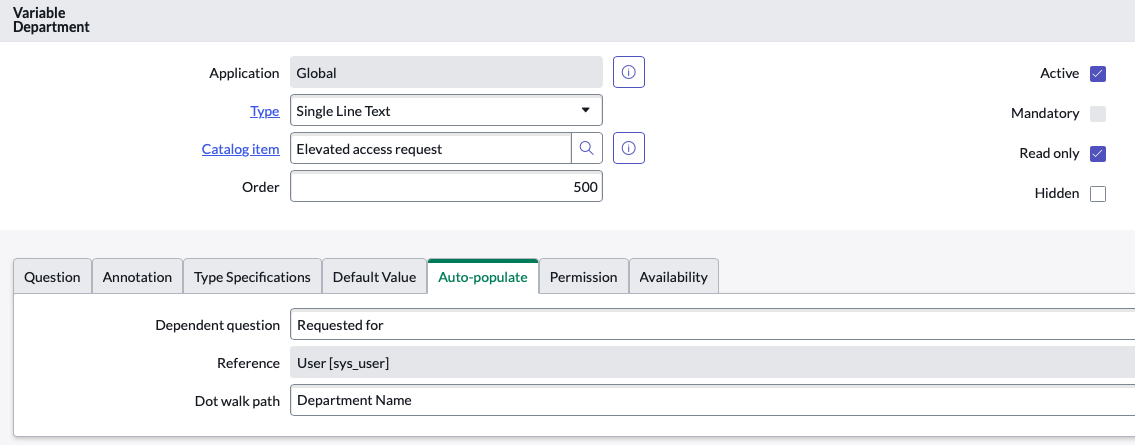 Variable
Department
Application Global
Active
Type Single Line Text
Mandatory
Catalog item Elevated access request
Read only
Order 500
Hidden
Question Annotation Type Specifications Default Value Auto-populate Permission Availability
Dependent question Requested for
Reference User [sys_user]
Dot walk path Department Name